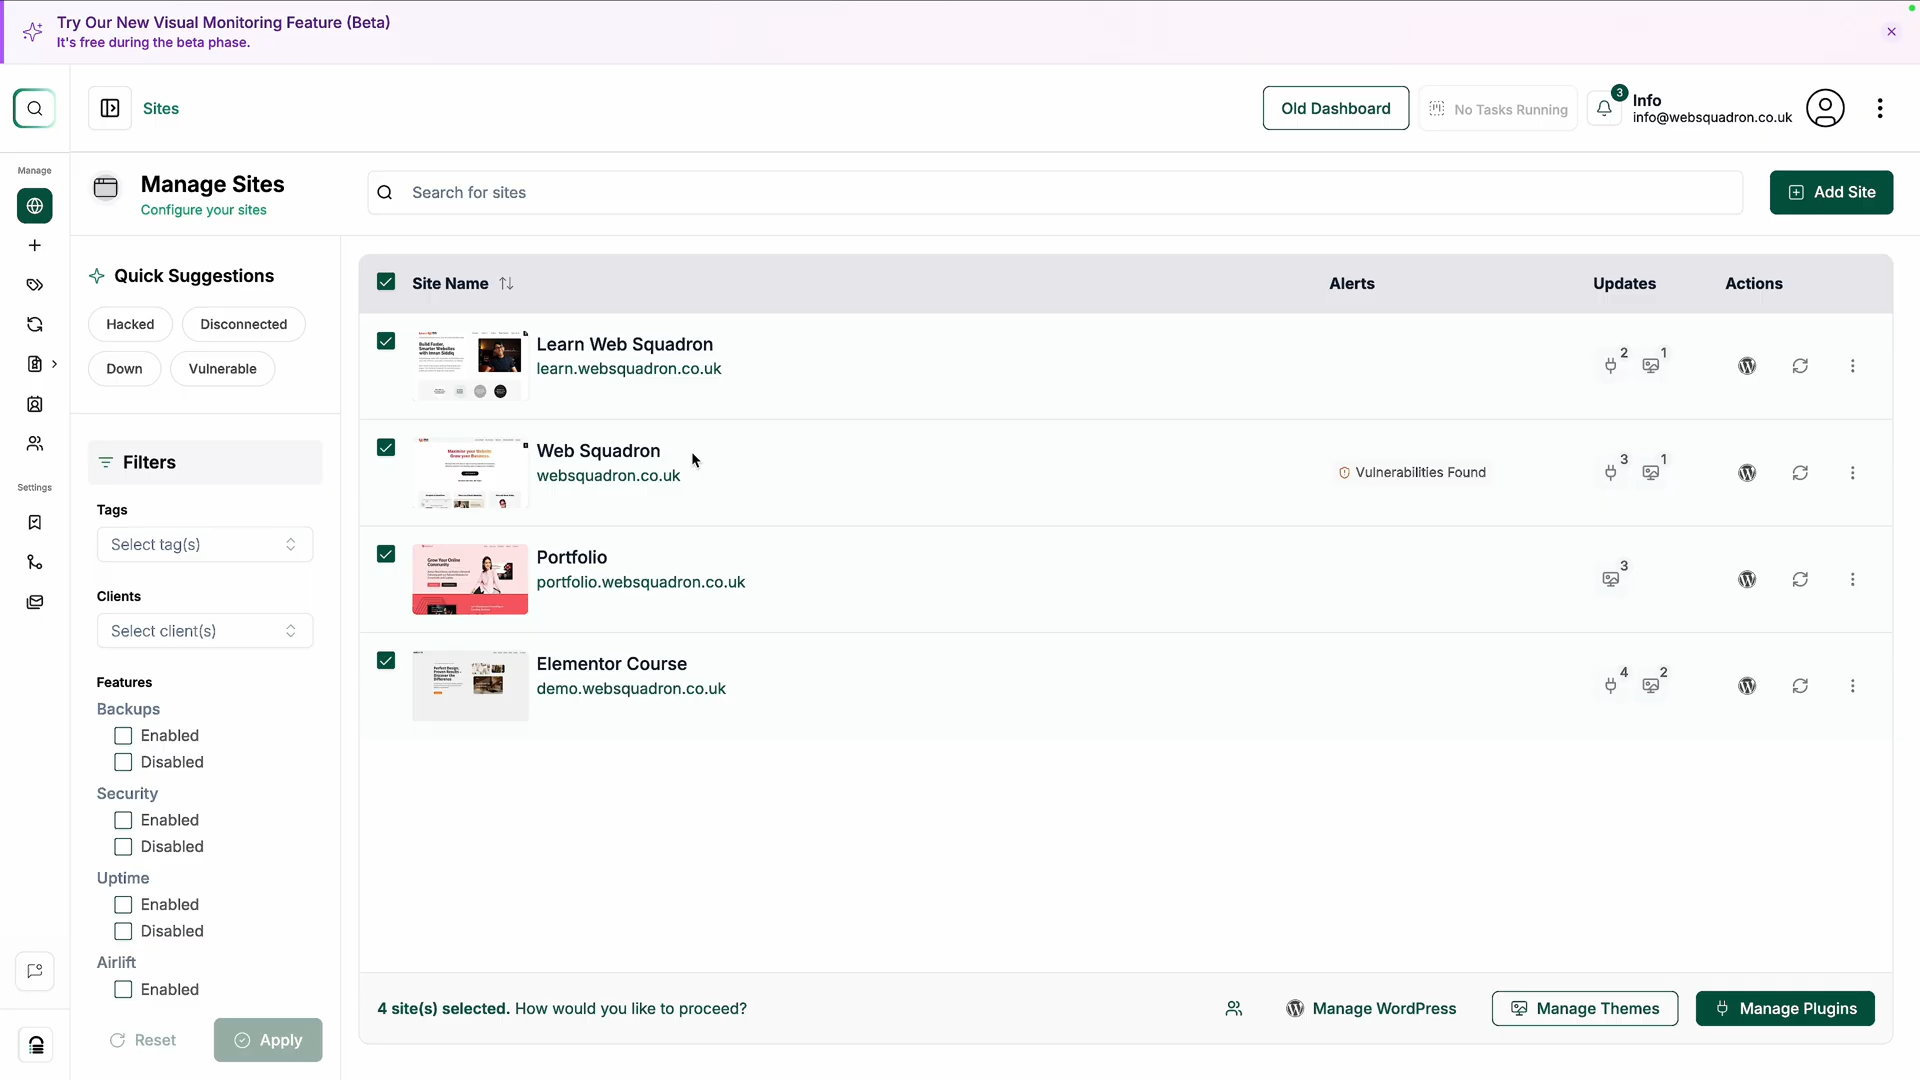 Try Our New Visual Monitoring Feature (Beta)
It's free during the beta phase.
Sites
Old Dashboard
No Tasks Running
3
Info
info@websquadron.co.uk
Manage
Manage Sites
Configure your sites
Search for sites
Add Site
Quick Suggestions
Hacked
Disconnected
Down
Vulnerable
Filters
Tags
Select tag(s)
Clients
Select client(s)
Features
Backups
Enabled
Disabled
Security
Enabled
Disabled
Uptime
Enabled
Disabled
Airlift
Enabled
Reset
Apply
Settings
Site Name
Alerts
Updates
Actions
Learn Web Squadron
learn.websquadron.co.uk
2
1
Web Squadron
websquadron.co.uk
Vulnerabilities Found
3
1
Portfolio
portfolio.websquadron.co.uk
3
Elementor Course
demo.websquadron.co.uk
4
2
4 site(s) selected. How would you like to proceed?
Manage WordPress
Manage Themes
Manage Plugins